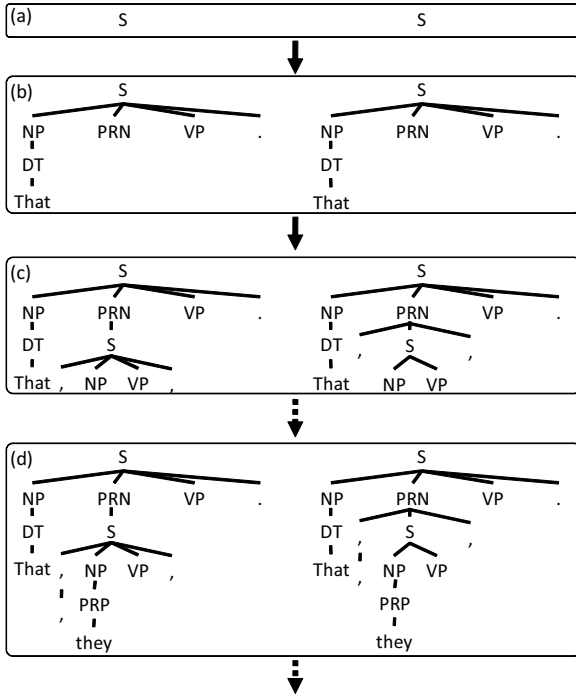 (a) S S
(b) S S
NP PRN VP . NP PRN VP .
DT DT
That That
(c) S S
NP PRN VP . NP PRN VP .
DT S DT , S ,
That , NP VP , That NP VP
(d) S S
NP PRN VP . NP PRN VP .
DT S DT , S ,
That , NP VP , That , NP VP
, PRP PRP
they they